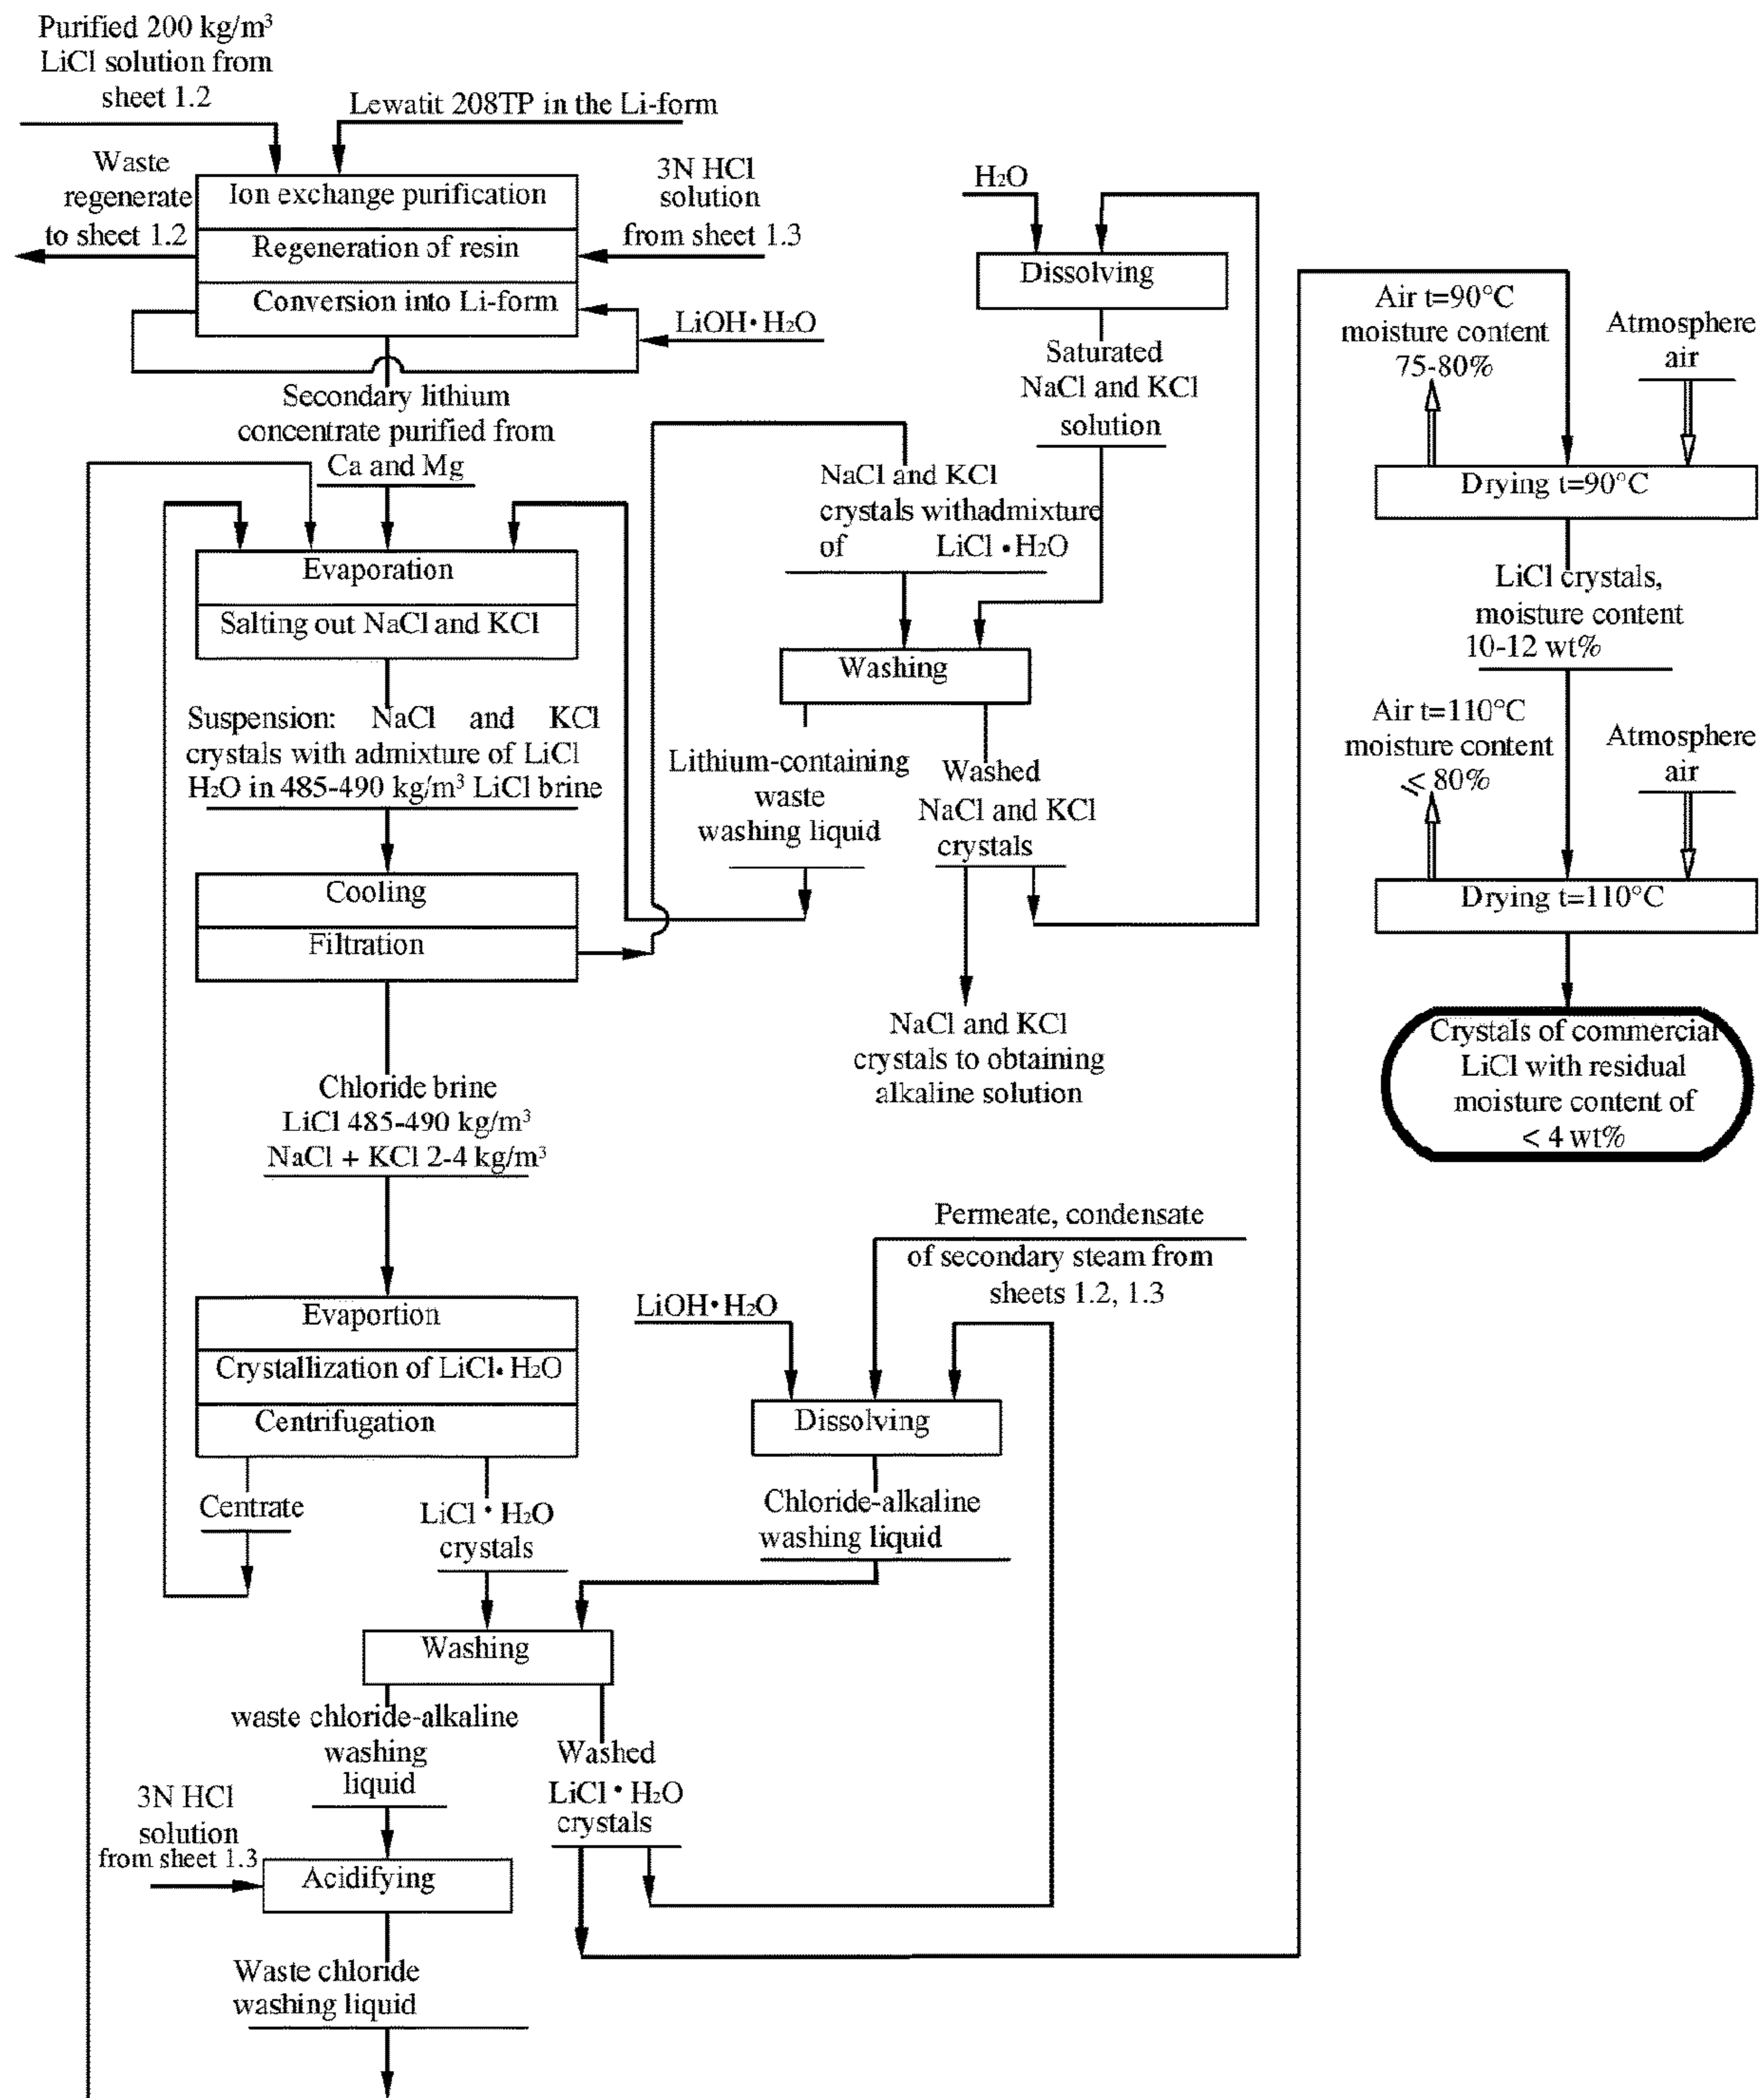 Purified 200 kg/m³
LiCl solution from
sheet 1.2
Lewatit 208TP in the Li-form
Waste
regenerate
to sheet 1.2
Ion exchange purification
Regeneration of resin
Conversion into Li-form
3N HCl
solution
from sheet 1.3
LiOH•H₂O
Secondary lithium
concentrate purified from
Ca and Mg
Evaporation
Salting out NaCl and KCl
Suspension: NaCl and KCl
crystals with admixture of LiCl
H₂O in 485-490 kg/m³ LiCl brine
Cooling
Filtration
Chloride brine
LiCl 485-490 kg/m³
NaCl + KCl 2-4 kg/m³
Evaportion
Crystallization of LiCl•H₂O
Centrifugation
Centrate
LiCl•H₂O
crystals
Washing
waste chloride-alkaline
washing
liquid
3N HCl
solution
from sheet 1.3
Acidifying
Waste chloride
washing liquid
Washed
LiCl•H₂O
crystals
H₂O
Dissolving
Saturated
NaCl and KCl
solution
NaCl and KCl
crystals withadmixture
of LiCl•H₂O
Washing
Lithium-containing
waste
washing liquid
Washed
NaCl and KCl
crystals
NaCl and KCl
crystals to obtaining
alkaline solution
Permeate, condensate
of secondary steam from
sheets 1.2, 1.3
LiOH•H₂O
Dissolving
Chloride-alkaline
washing liquid
Air t=90°C
moisture content
75-80%
Atmosphere
air
Drying t=90°C
LiCl crystals,
moisture content
10-12 wt%
Air t=110°C
moisture content
≤ 80%
Atmosphere
air
Drying t=110°C
Crystals of commercial
LiCl with residual
moisture content of
< 4 wt%